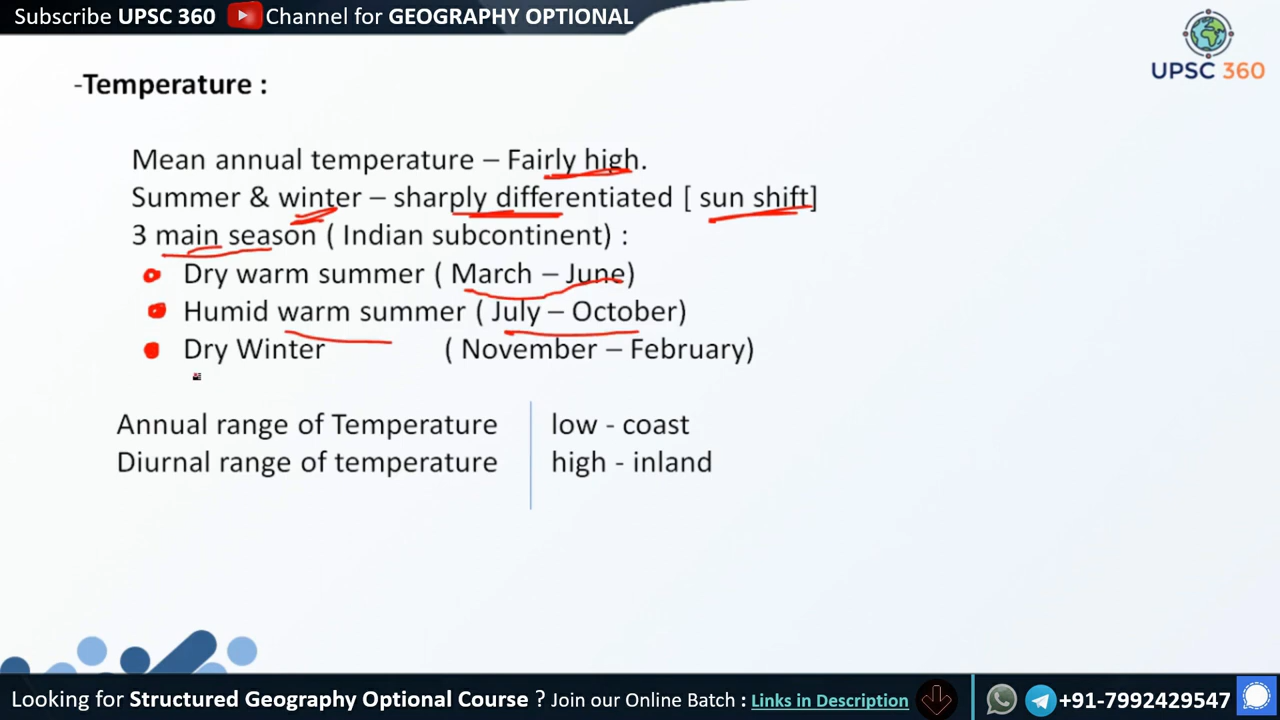 Subscribe UPSC 360 Channel for GEOGRAPHY OPTIONAL
UPSC 360
-Temperature :
Mean annual temperature – Fairly high.
Summer & winter – sharply differentiated [ sun shift]
3 main season ( Indian subcontinent) :
Dry warm summer ( March – June)
Humid warm summer ( July – October)
Dry Winter ( November – February)
Annual range of Temperature low - coast
Diurnal range of temperature high - inland
Looking for Structured Geography Optional Course ? Join our Online Batch : Links in Description +91-7992429547